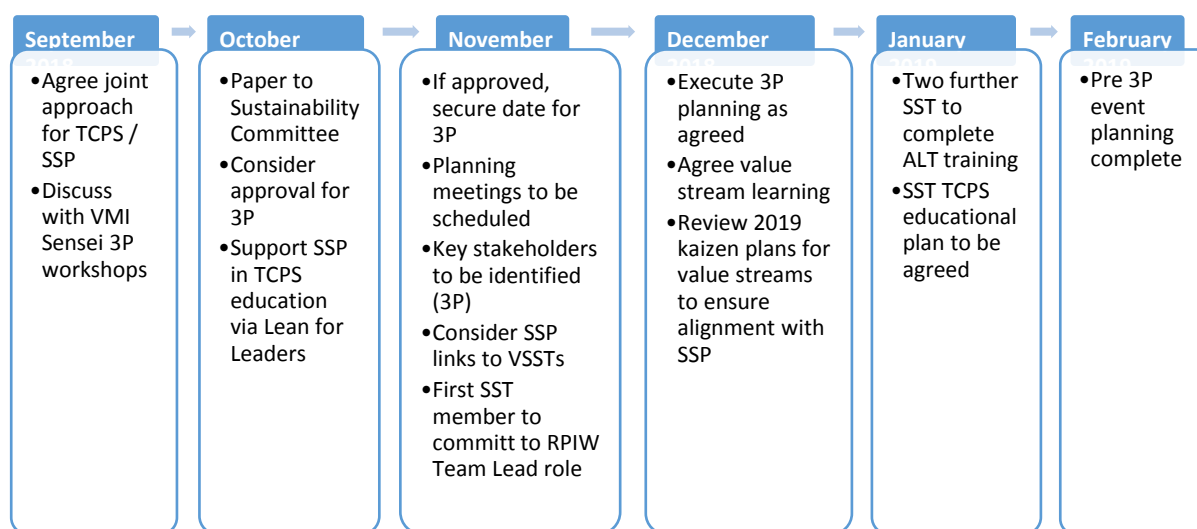 September
2018
•Agree joint
approach
for TCPS /
SSP
•Discuss
with VMI
Sensei 3P
workshops
October
•Paper to
Sustainability
Committee
•Consider
approval for
3P
•Support SSP
in TCPS
education
via Lean for
Leaders
November
•If approved,
secure date for
3P
•Planning
meetings to be
scheduled
•Key stakeholders
to be identified
(3P)
•Consider SSP
links to VSSTs
•First SST
member to
committ to RPIW
Team Lead role
December
2018
•Execute 3P
planning as
agreed
•Agree value
stream learning
•Review 2019
kaizen plans for
value streams
to ensure
alignment with
SSP
January
2019
•Two further
SST to
complete
ALT training
•SST TCPS
educational
plan to be
agreed
February
2019
•Pre 3P
event
planning
complete